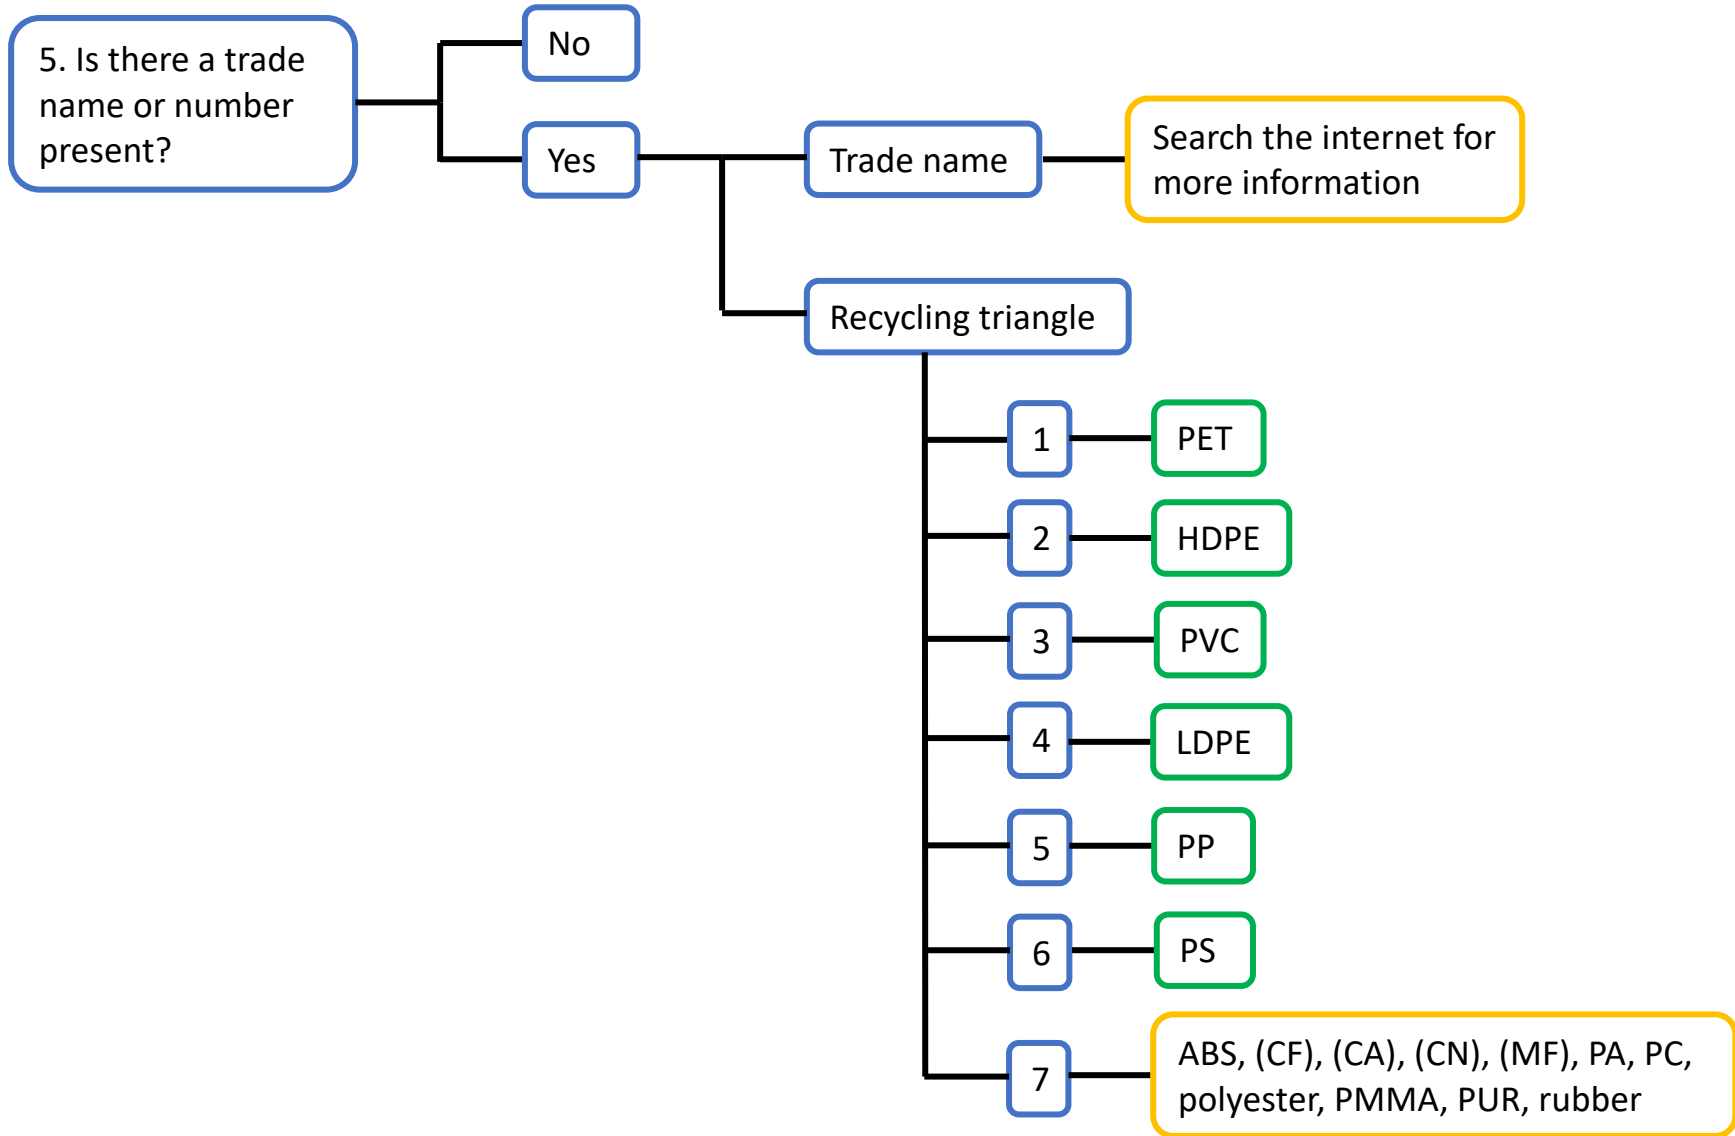 5. Is there a trade
name or number
present?
No
Yes
Trade name
Search the internet for
more information
Recycling triangle
1
PET
2
HDPE
3
PVC
4
LDPE
5
PP
6
PS
7
ABS, (CF), (CA), (CN), (MF), PA, PC,
polyester, PMMA, PUR, rubber